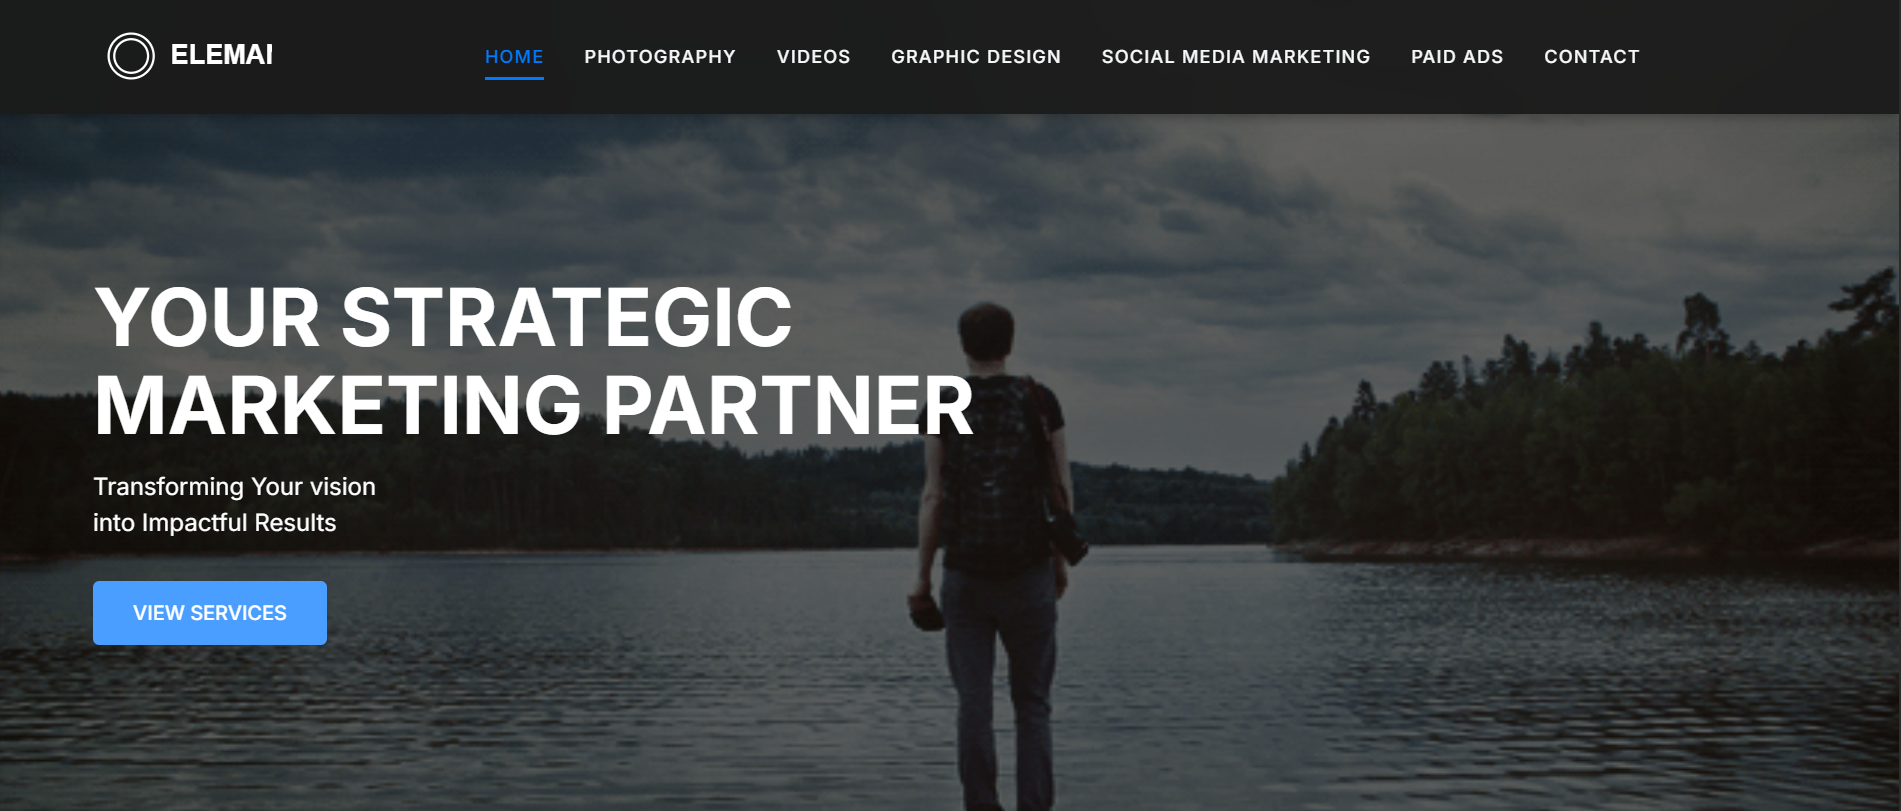 ELEMA
HOME PHOTOGRAPHY VIDEOS GRAPHIC DESIGN SOCIAL MEDIA MARKETING PAID ADS CONTACT
YOUR STRATEGIC
MARKETING PARTNER
Transforming Your vision
into Impactful Results
VIEW SERVICES